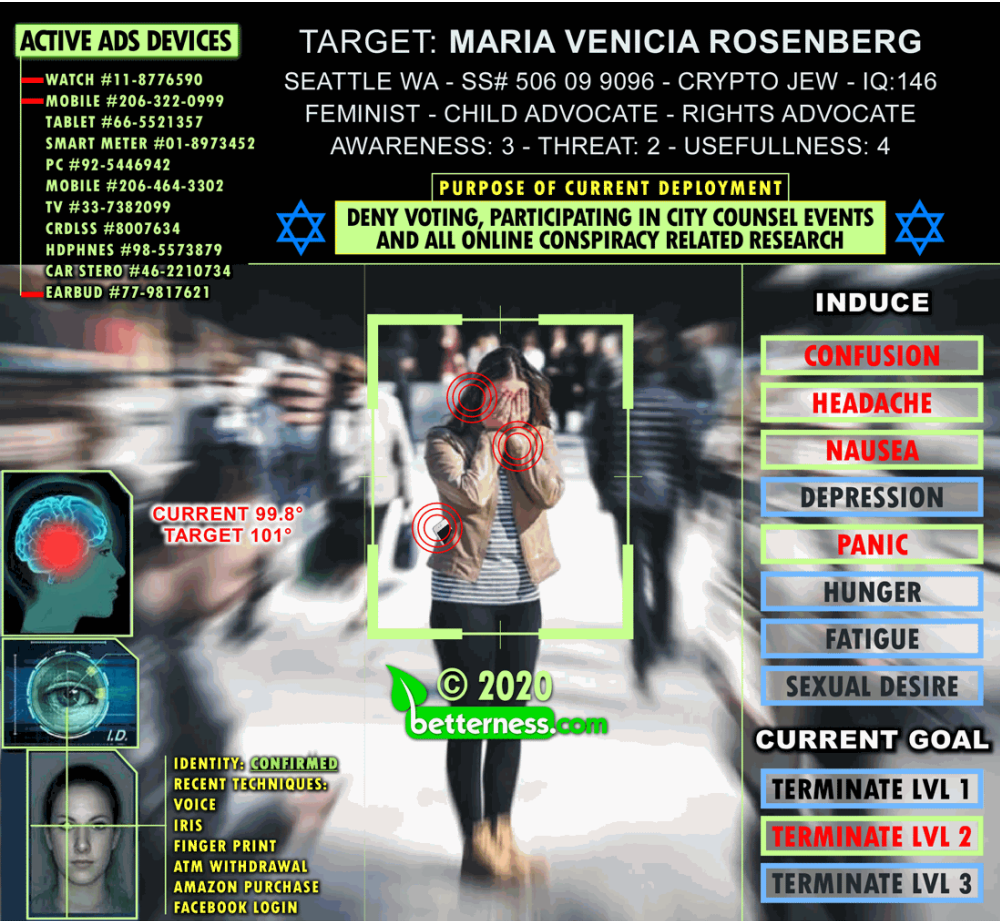 ACTIVE ADS DEVICES
WATCH #11-8776590
MOBILE #206-322-0999
TABLET #66-5521357
SMART METER #01-8973452
PC #92-5446942
MOBILE #206-464-3302
TV #33-7382099
CRDLSS #8007634
HDPHNES #98-5573879
CAR STERO #46-2210734
EARBUD #77-9817621
TARGET: MARIA VENICIA ROSENBERG
SEATTLE WA - SS# 506 09 9096 - CRYPTO JEW - IQ:146
FEMINIST - CHILD ADVOCATE - RIGHTS ADVOCATE
AWARENESS: 3 - THREAT: 2 - USEFULLNESS: 4
PURPOSE OF CURRENT DEPLOYMENT
DENY VOTING, PARTICIPATING IN CITY COUNSEL EVENTS
AND ALL ONLINE CONSPIRACY RELATED RESEARCH
INDUCE
CONFUSION
HEADACHE
NAUSEA
DEPRESSION
PANIC
HUNGER
FATIGUE
SEXUAL DESIRE
CURRENT GOAL
TERMINATE LVL 1
TERMINATE LVL 2
TERMINATE LVL 3
CURRENT 99.8°
TARGET 101°
I.D.
© 2020
betterness.com
IDENTITY: CONFIRMED
RECENT TECHNIQUES:
VOICE
IRIS
FINGER PRINT
ATM WITHDRAWAL
AMAZON PURCHASE
FACEBOOK LOGIN